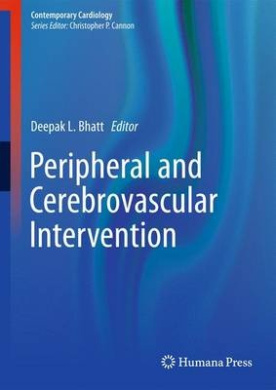 Contemporary Cardiology
Series Editor: Christopher P. Cannon
Deepak L. Bhatt Editor
Peripheral and
Cerebrovascular
Intervention
Humana Press